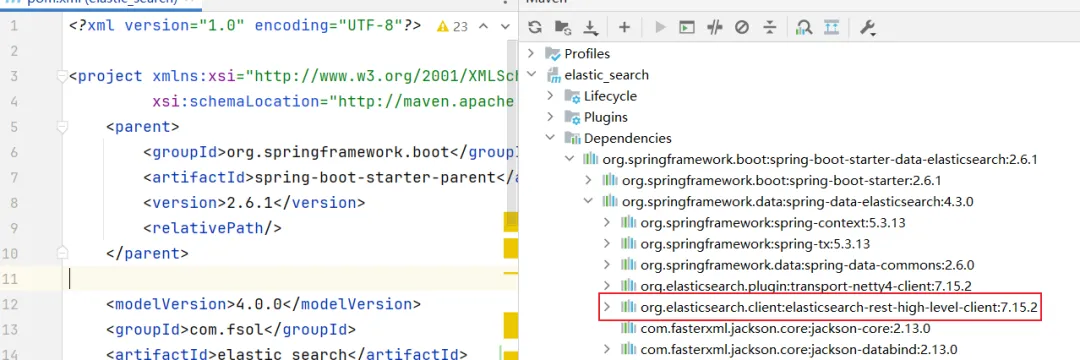 pom.xml (elastic_search)
Maven
1 <?xml version="1.0" encoding="UTF-8"?> 23
2
3 <project xmlns:xsi="http://www.w3.org/2001/XMLSch
4 xsi:schemaLocation="http://maven.apache
5 <parent>
6 <groupId>org.springframework.boot</groupI
7 <artifactId>spring-boot-starter-parent</a
8 <version>2.6.1</version>
9 <relativePath/>
10 </parent>
11
12 <modelVersion>4.0.0</modelVersion>
13 <groupId>com.fsol</groupId>
14 <artifactId>elastic_search</artifactId>
Profiles
elastic_search
Lifecycle
Plugins
Dependencies
org.springframework.boot:spring-boot-starter-data-elasticsearch:2.6.1
org.springframework.boot:spring-boot-starter:2.6.1
org.springframework.data:spring-data-elasticsearch:4.3.0
org.springframework:spring-context:5.3.13
org.springframework:spring-tx:5.3.13
org.springframework.data:spring-data-commons:2.6.0
org.elasticsearch.plugin:transport-netty4-client:7.15.2
org.elasticsearch.client:elasticsearch-rest-high-level-client:7.15.2
com.fasterxml.jackson.core:jackson-core:2.13.0
com.fasterxml.jackson.core:jackson-databind:2.13.0